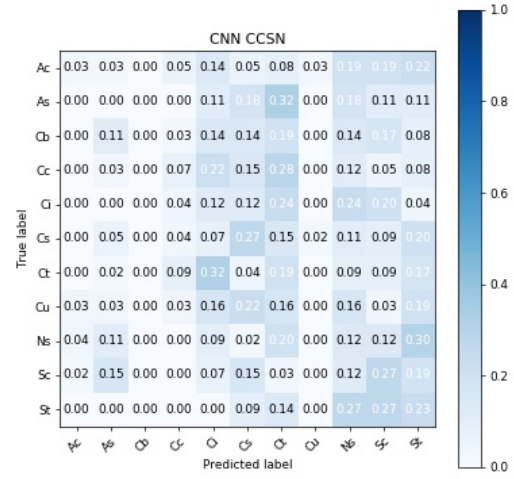 CNN CCSN
Ac 0.03 0.03 0.00 0.05 0.14 0.05 0.08 0.03 0.19 0.19 0.22
As 0.00 0.00 0.00 0.00 0.11 0.18 0.32 0.00 0.18 0.11 0.11
Cb 0.00 0.11 0.00 0.03 0.14 0.14 0.19 0.00 0.14 0.17 0.08
Cc 0.00 0.03 0.00 0.07 0.22 0.15 0.28 0.00 0.12 0.05 0.08
Ci 0.00 0.00 0.00 0.04 0.12 0.12 0.24 0.00 0.24 0.20 0.04
Cs 0.00 0.05 0.00 0.04 0.07 0.27 0.15 0.02 0.11 0.09 0.20
Ct 0.00 0.02 0.00 0.09 0.32 0.04 0.19 0.00 0.09 0.09 0.17
Cu 0.03 0.03 0.00 0.03 0.16 0.22 0.16 0.00 0.16 0.03 0.19
Ns 0.04 0.11 0.00 0.00 0.09 0.02 0.20 0.00 0.12 0.12 0.30
Sc 0.02 0.15 0.00 0.00 0.07 0.15 0.03 0.00 0.12 0.27 0.19
St 0.00 0.00 0.00 0.00 0.00 0.09 0.14 0.00 0.27 0.27 0.23
Ac As Cb Cc Ci Cs Ct Cu Ns Sc St
True label
Predicted label
1.0
0.8
0.6
0.4
0.2
0.0